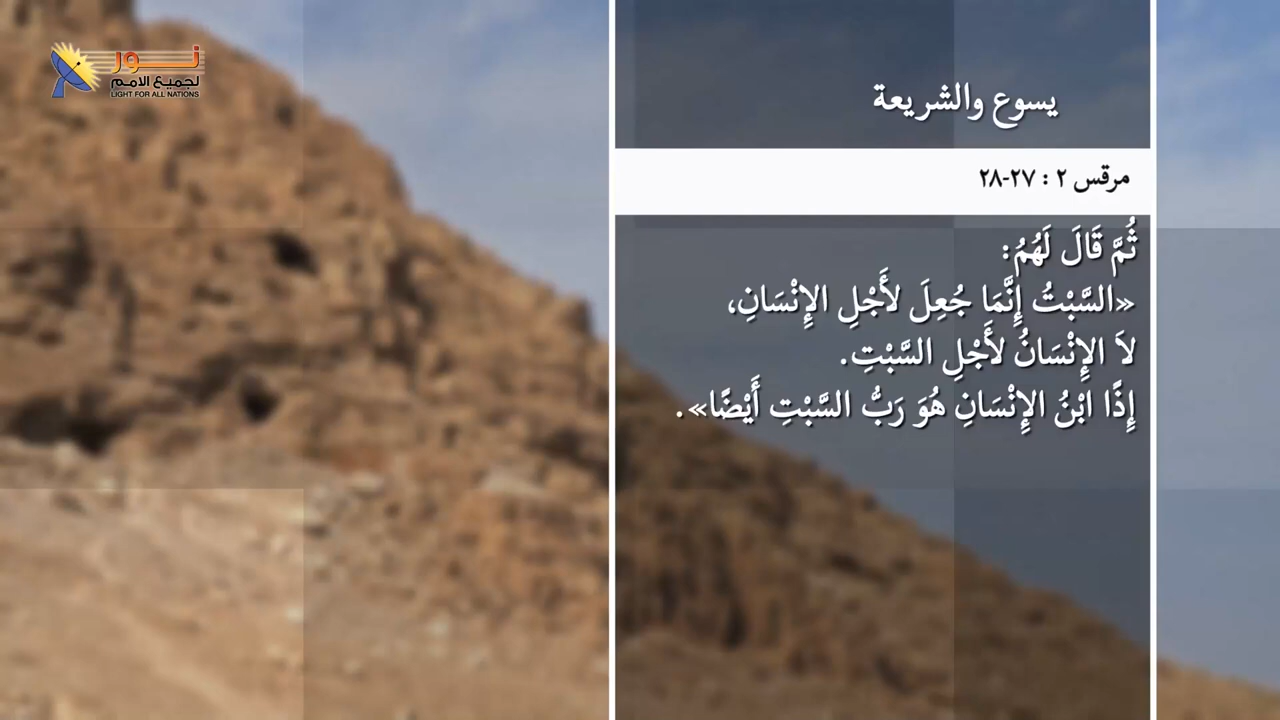 نور
لجميع الامم
LIGHT FOR ALL NATIONS
يسوع والشريعة
مرقس ٢ : ٢٧-٢٨
ثُمَّ قَالَ لَهُمُ:
«السَّبْتُ إِنَّمَا جُعِلَ لأَجْلِ الإِنْسَانِ،
لاَ الإِنْسَانُ لأَجْلِ السَّبْتِ.
إِذًا ابْنُ الإِنْسَانِ هُوَ رَبُّ السَّبْتِ أَيْضًا».